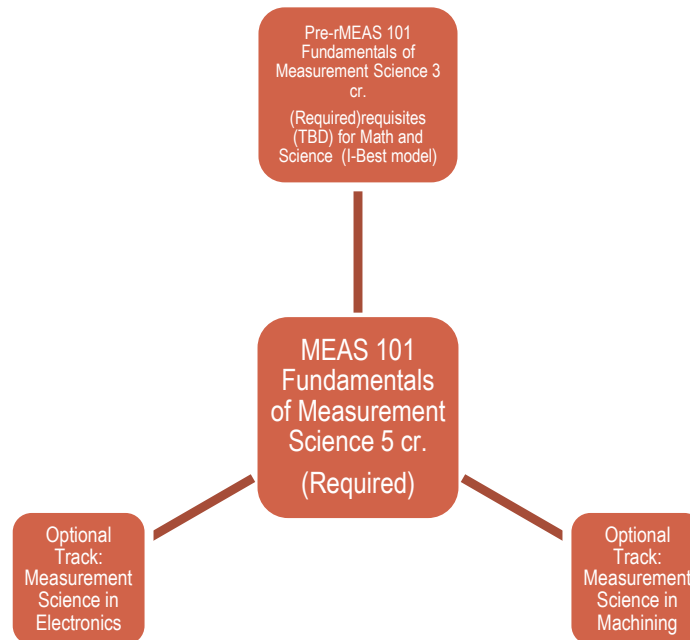 Pre-rMEAS 101
Fundamentals of
Measurement Science 3
cr.
(Required)requisites
(TBD) for Math and
Science (I-Best model)
MEAS 101
Fundamentals
of Measurement
Science 5 cr.
(Required)
Optional
Track:
Measurement
Science in
Electronics
Optional
Track:
Measurement
Science in
Machining